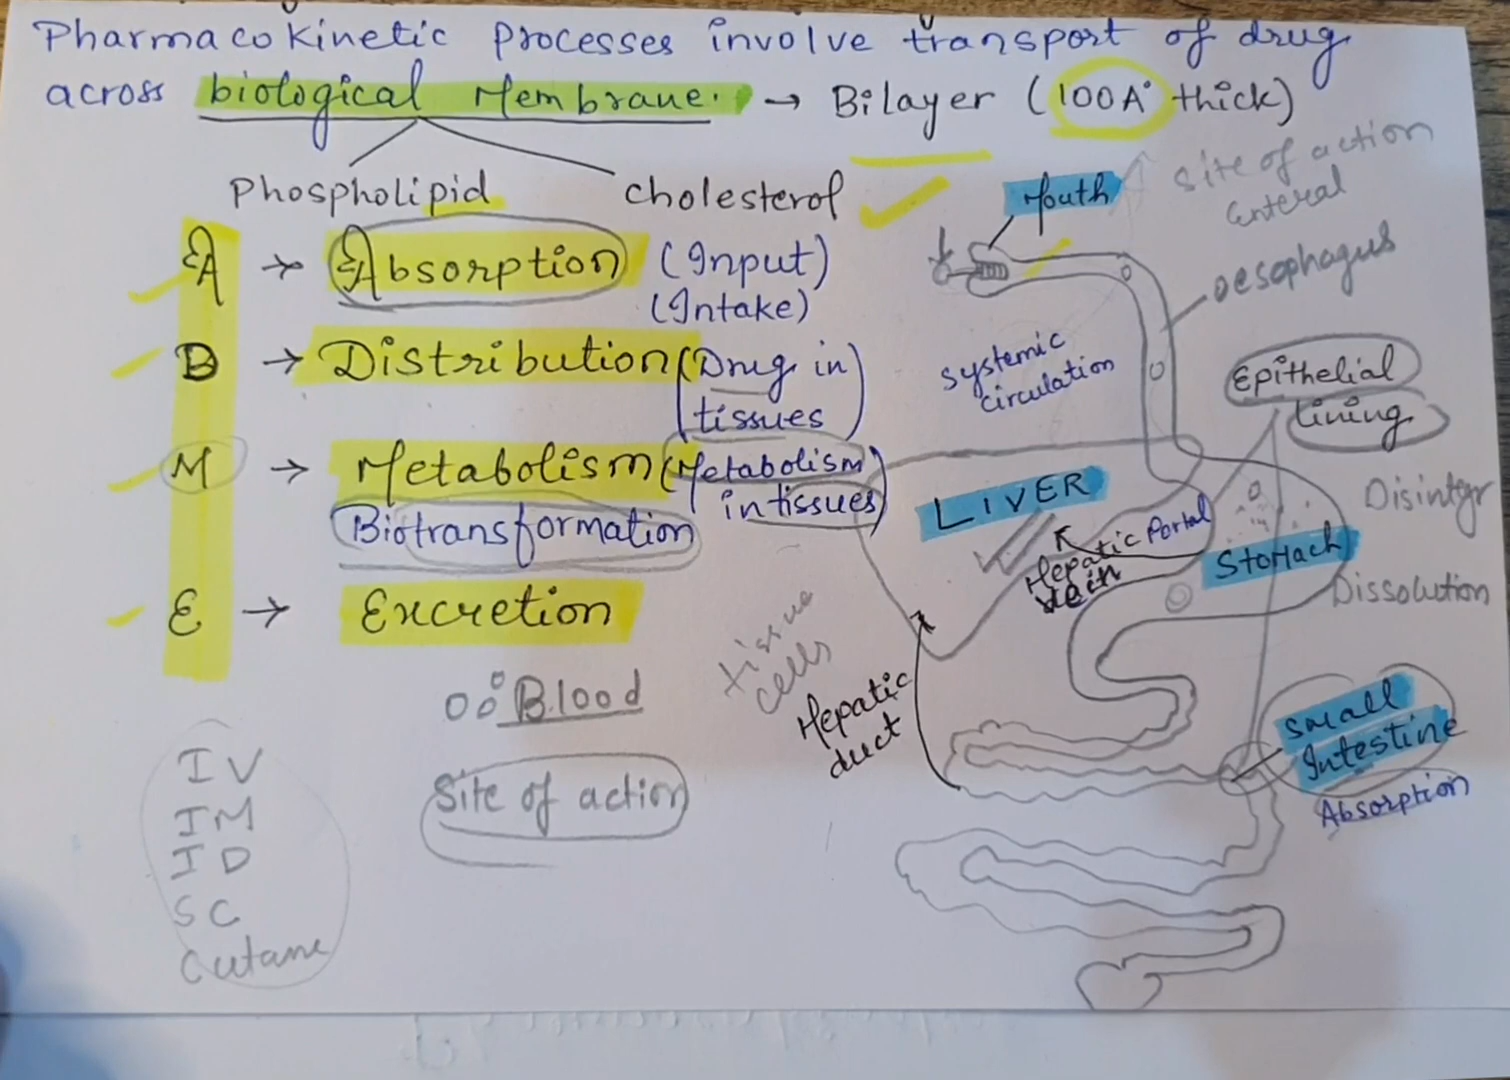 Pharmacokinetic processes involve transport of drug
across biological Membrane. → Bilayer (100A° thick)
Phospholipid
cholesterol
A → Absorption (Input)
(Intake)
D → Distribution (Drug in
tissues)
M → Metabolism (Metabolism
in tissues)
Biotransformation
E → Excretion
Blood
Site of action
IV
IM
ID
SC
Cutane
tissue
cells
Mouth
site of action
enteral
oesophagus
systemic
circulation
Epithelial
lining
LIVER
Hepatic Portal
vein
Stomach
Disintegr
Dissolution
Hepatic
duct
Small
Intestine
Absorption